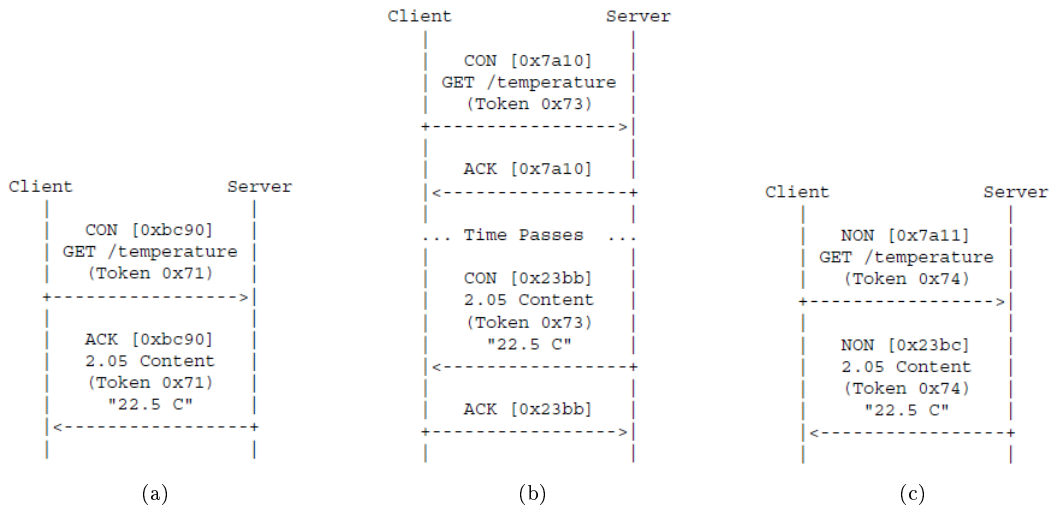 Client Server
CON [0xbc90]
GET /temperature
(Token 0x71)
ACK [0xbc90]
2.05 Content
(Token 0x71)
"22.5 C"
(a)
Client Server
CON [0x7a10]
GET /temperature
(Token 0x73)
ACK [0x7a10]
... Time Passes ...
CON [0x23bb]
2.05 Content
(Token 0x73)
"22.5 C"
ACK [0x23bb]
(b)
Client Server
NON [0x7a11]
GET /temperature
(Token 0x74)
NON [0x23bc]
2.05 Content
(Token 0x74)
"22.5 C"
(c)